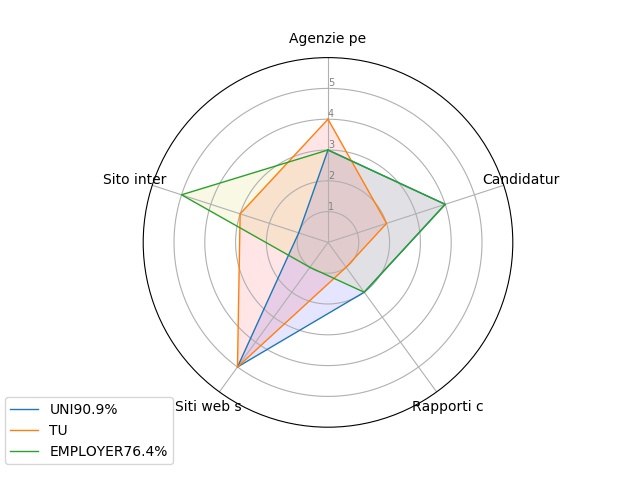 Agenzie pe
5
4
3
2
1
Sito inter
Candidatur
Siti web s
Rapporti c
UNI90.9%
TU
EMPLOYER76.4%